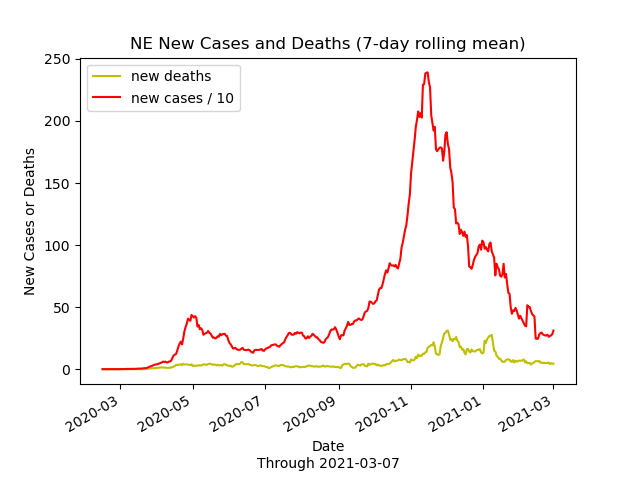 NE New Cases and Deaths (7-day rolling mean)
new deaths
new cases / 10
New Cases or Deaths
250
200
150
100
50
0
2020-03
2020-05
2020-07
2020-09
2020-11
2021-01
2021-03
Date
Through 2021-03-07